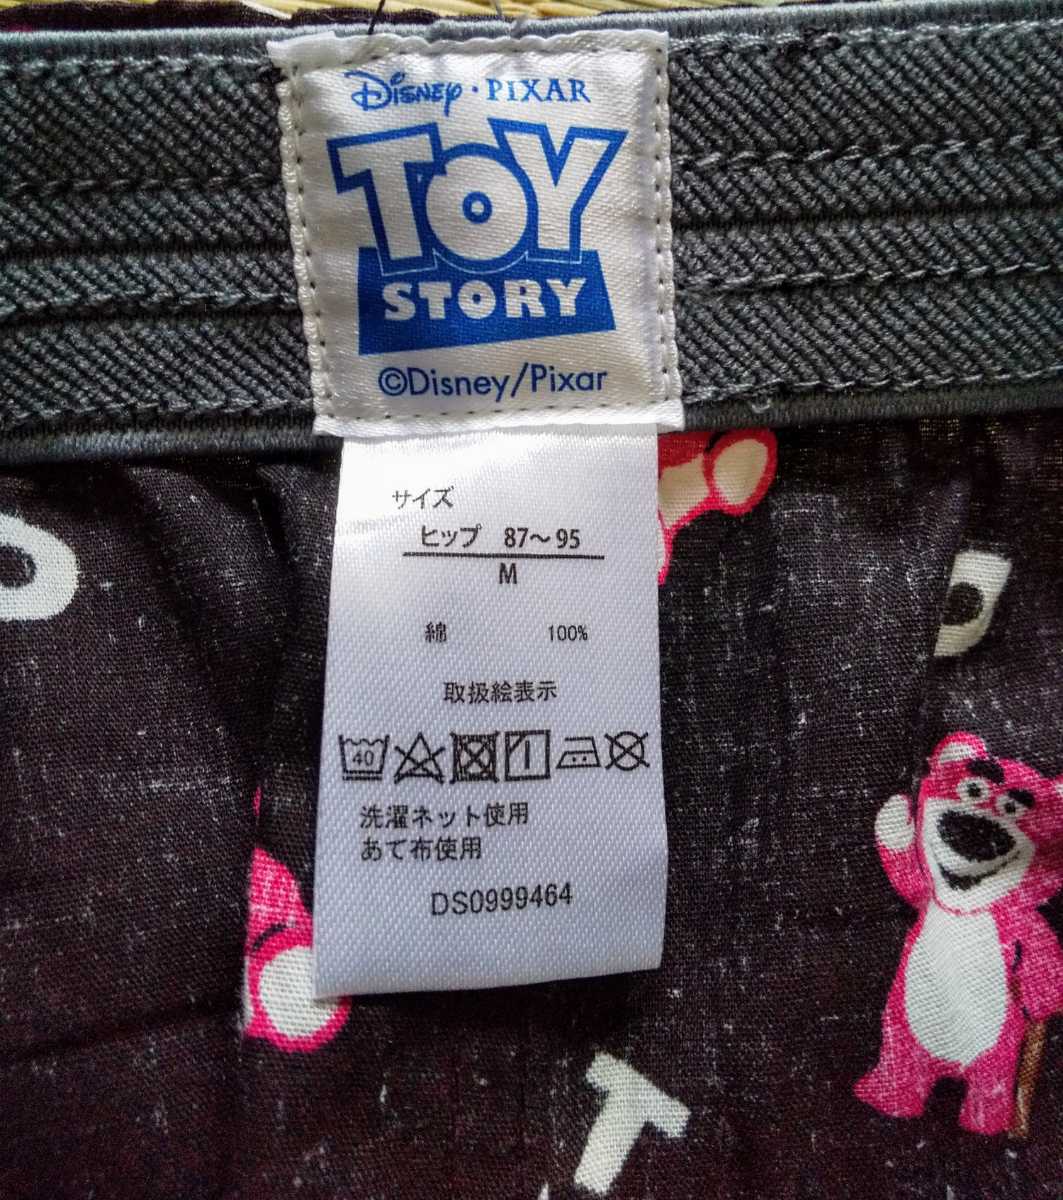 Disney · PIXAR
TOY
STORY
©Disney/Pixar
サイズ
ヒップ 87～95
M
綿 100%
取扱絵表示
40
洗濯ネット使用
あて布使用
DS0999464
T